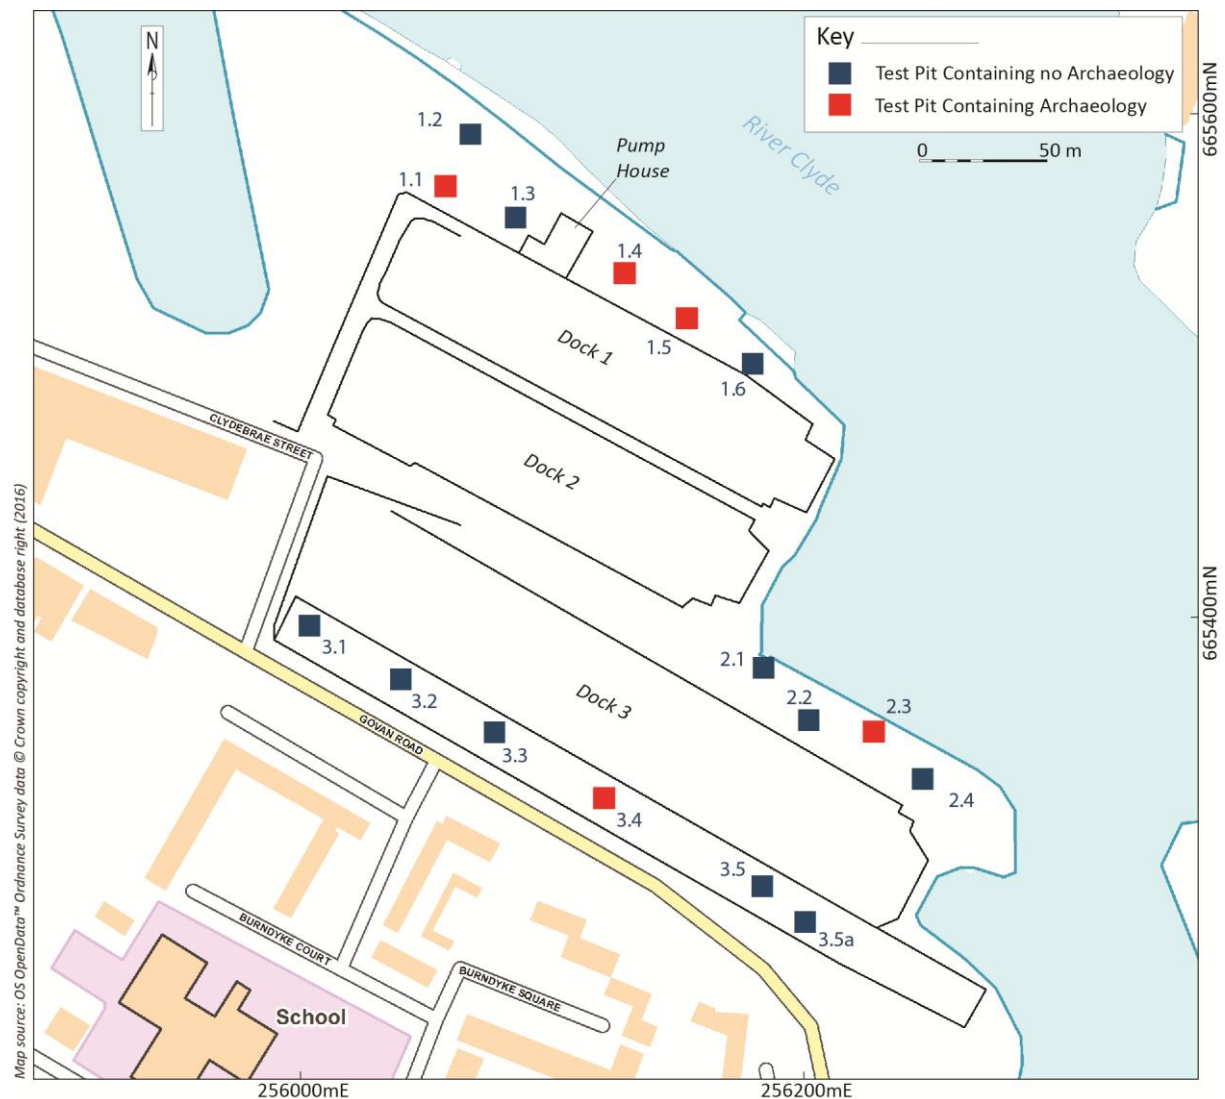 N
Key
Test Pit Containing no Archaeology
Test Pit Containing Archaeology
0 50 m
665600mN
River Clyde
Pump
House
1.2
1.1
1.3
1.4
1.5
1.6
Dock 1
Dock 2
CLYDEBRAE STREET
665400mN
3.1
3.2
3.3
3.4
3.5
3.5a
Dock 3
2.1
2.2
2.3
2.4
GOVAN ROAD
BURNDYKE COURT
BURNDYKE SQUARE
School
256000mE
256200mE
Map source: OS OpenData™ Ordnance Survey data © Crown copyright and database right (2016)